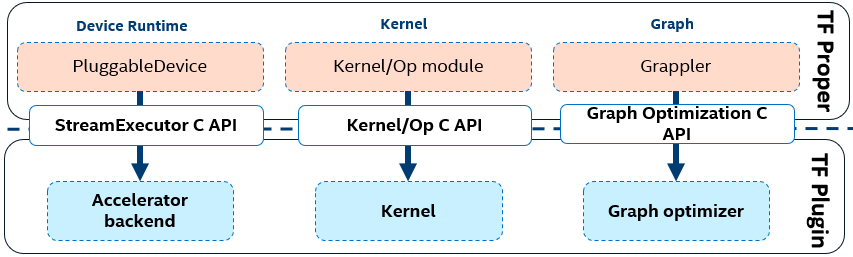 Device Runtime
Kernel
Graph
TF Proper
PluggableDevice
Kernel/Op module
Grappler
StreamExecutor C API
Kernel/Op C API
Graph Optimization C
API
TF Plugin
Accelerator
backend
Kernel
Graph optimizer